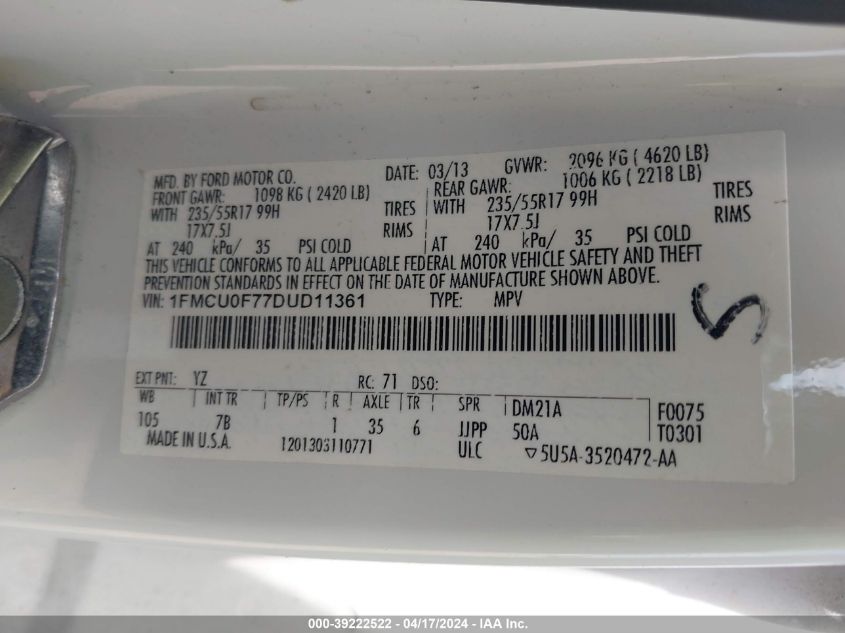 MFD. BY FORD MOTOR CO. DATE: 03/13 GVWR: 2096 KG ( 4620 LB)
FRONT GAWR: 1098 KG ( 2420 LB) REAR GAWR: 1006 KG ( 2218 LB)
WITH 235/55R17 99H TIRES WITH 235/55R17 99H TIRES
17X7.5J RIMS 17X7.5J RIMS
AT 240 kPa/ 35 PSI COLD AT 240 kPa/ 35 PSI COLD
THIS VEHICLE CONFORMS TO ALL APPLICABLE FEDERAL MOTOR VEHICLE SAFETY AND THEFT
PREVENTION STANDARDS IN EFFECT ON THE DATE OF MANUFACTURE SHOWN ABOVE.
VIN: 1FMCU0F77DUD11361 TYPE: MPV
5
EXT PNT: YZ RC: 71 DSO:
WB INT TR TP/PS R AXLE TR SPR DM21A F0075
105 7B 1 35 6 JJPP 50A T0301
MADE IN U.S.A. 1201303110771 ULC ▽5U5A-3520472-AA
000-39222522 - 04/17/2024 - IAA Inc.